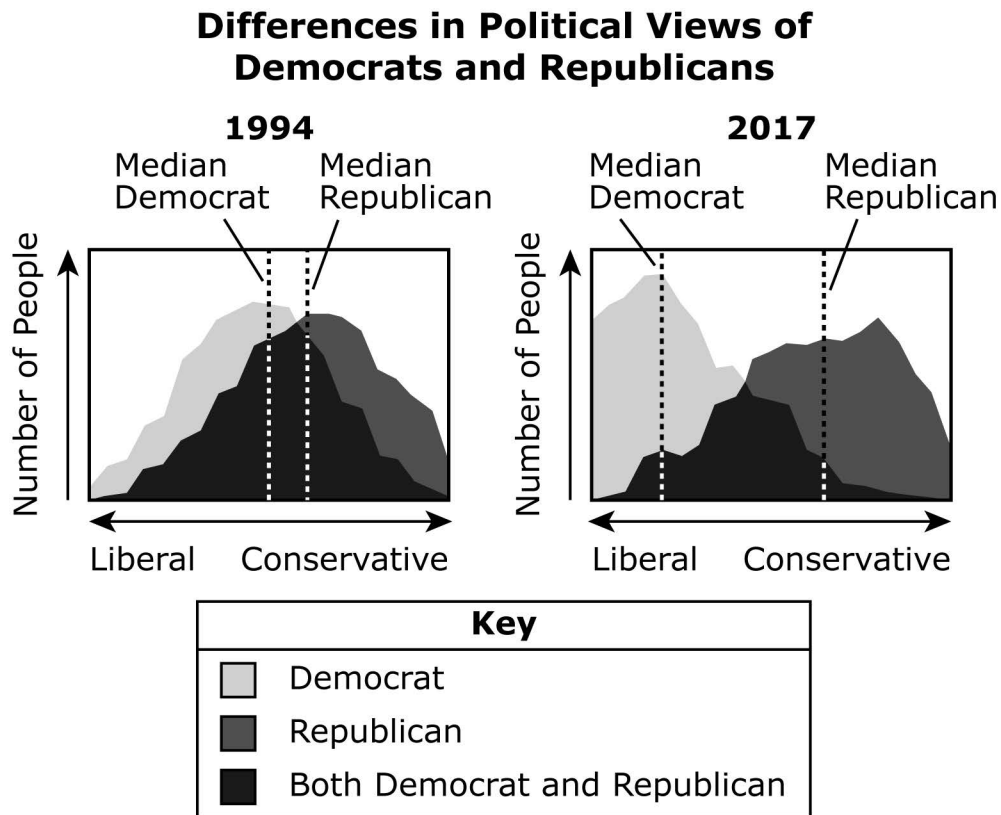 Differences in Political Views of
Democrats and Republicans
1994
Median
Democrat
Median
Republican
Number of People
Liberal
Conservative
2017
Median
Democrat
Median
Republican
Number of People
Liberal
Conservative
Key
Democrat
Republican
Both Democrat and Republican